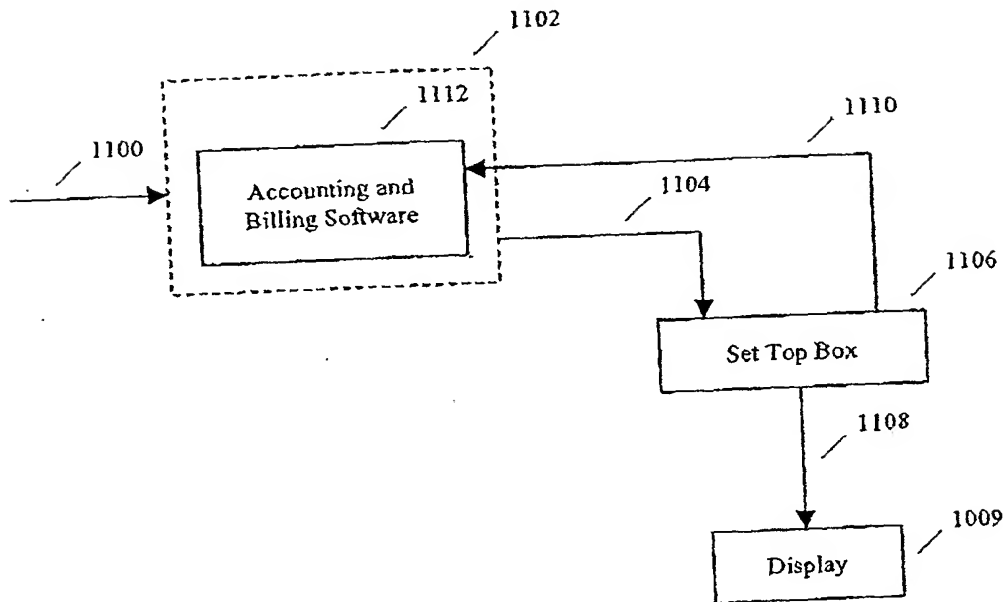 1102
1112
1110
1100
1104
Accounting and
Billing Software
1106
Set Top Box
1108
1009
Display